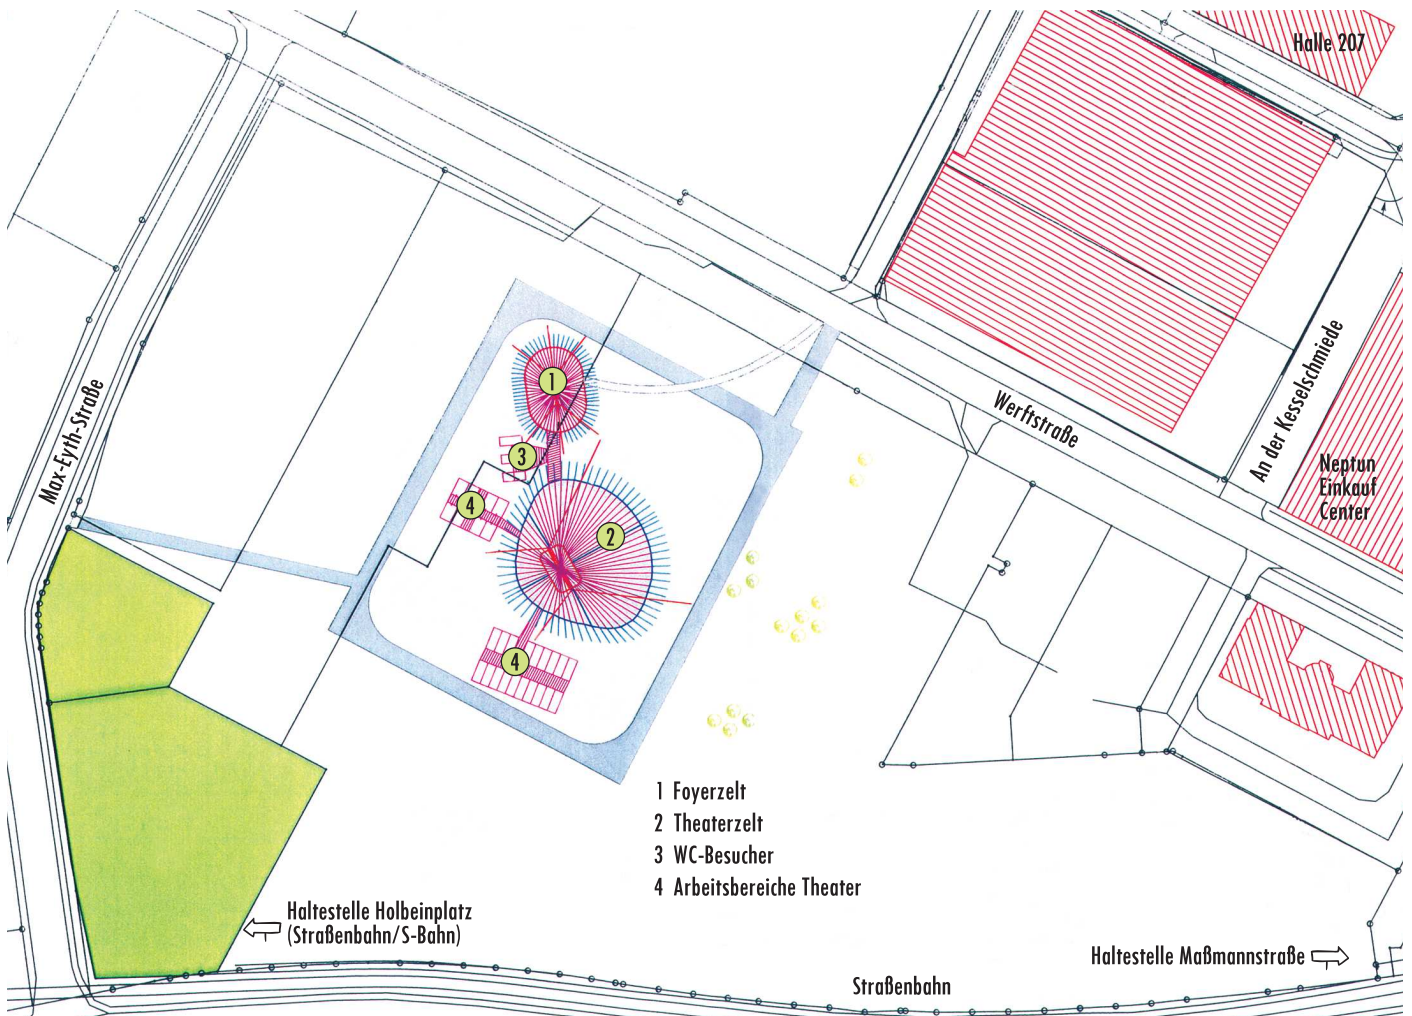 Halle 207
An der Kesselschmiede
Werftstraße
Neptun
Einkauf
Center
Max-Eyth-Straße
1
3
4
2
4
1 Foyerzelt
2 Theaterzelt
3 WC-Besucher
4 Arbeitsbereiche Theater
Haltestelle Holbeinplatz
(Straßenbahn/S-Bahn)
Haltestelle Maßmannstraße
Straßenbahn